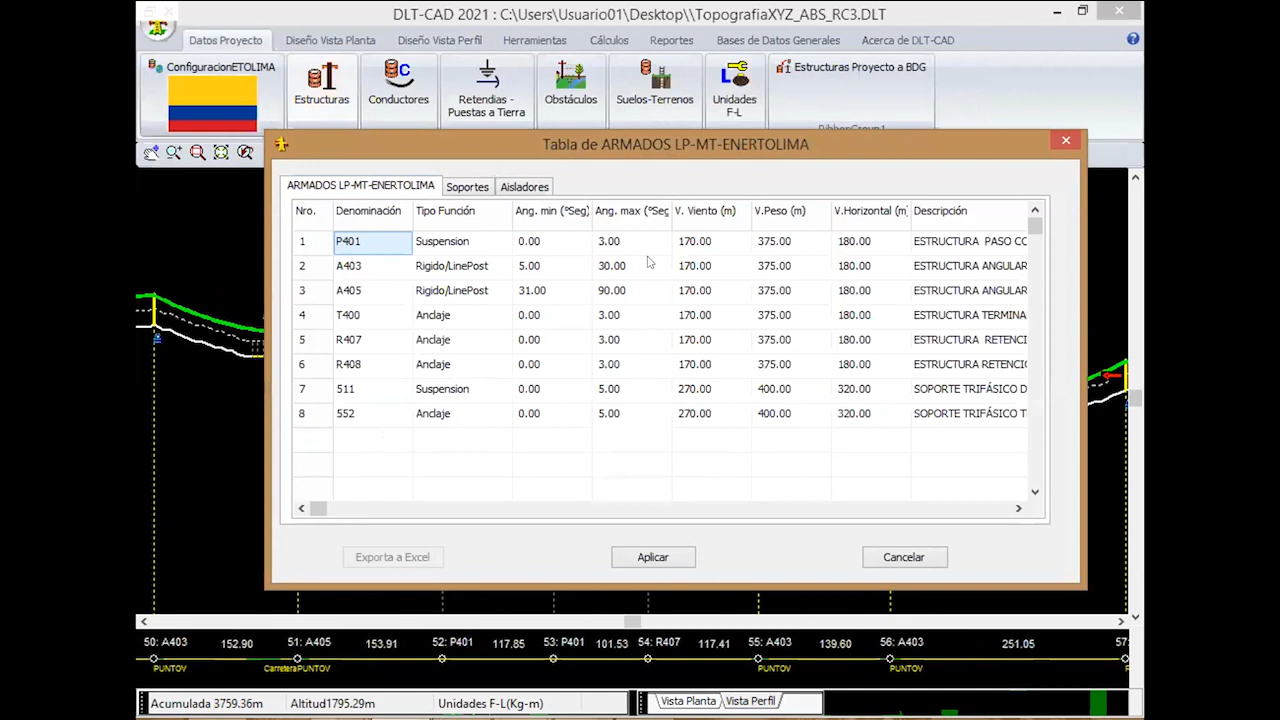 DLT-CAD 2021 : C:\Users\Usuario01\Desktop\\TopografiaXYZ_ABS_RC3.DLT
Datos Proyecto Diseño Vista Planta Diseño Vista Perfil Herramientas Cálculos Reportes Bases de Datos Generales Acerca de DLT-CAD
ConfiguracionETOLIMA
Estructuras
Conductores
Retendias -
Puestas a Tierra
Obstáculos
Suelos-Terrenos
Unidades
F-L
Estructuras Proyecto a BDG
RibbonGroup1
Tabla de ARMADOS LP-MT-ENERTOLIMA
ARMADOS LP-MT-ENERTOLIMA Soportes Aisladores
Nro. Denominación Tipo Función Ang. min (°Seg) Ang. max (°Seg V. Viento (m) V.Peso (m) V.Horizontal (m) Descripción
1 P401 Suspension 0.00 3.00 170.00 375.00 180.00 ESTRUCTURA PASO CO
2 A403 Rigido/LinePost 5.00 30.00 170.00 375.00 180.00 ESTRUCTURA ANGULAR
3 A405 Rigido/LinePost 31.00 90.00 170.00 375.00 180.00 ESTRUCTURA ANGULAR
4 T400 Anclaje 0.00 3.00 170.00 375.00 180.00 ESTRUCTURA TERMINA
5 R407 Anclaje 0.00 3.00 170.00 375.00 180.00 ESTRUCTURA RETENCI
6 R408 Anclaje 0.00 3.00 170.00 375.00 180.00 ESTRUCTURA RETENCIO
7 511 Suspension 0.00 5.00 270.00 400.00 320.00 SOPORTE TRIFÁSICO D
8 552 Anclaje 0.00 5.00 270.00 400.00 320.00 SOPORTE TRIFÁSICO T
Exporta a Excel Aplicar Cancelar
50: A403 152.90 51: A405 153.91 52: P401 117.85 53: P401 101.53 54: R407 117.41 55: A403 139.60 56: A403 251.05 57:
PUNTOV CarreteraPUNTOV PUNTOV PUNTOV PUNTOV
Acumulada 3759.36m Altitud1795.29m Unidades F-L(Kg-m) Vista Planta Vista Perfil